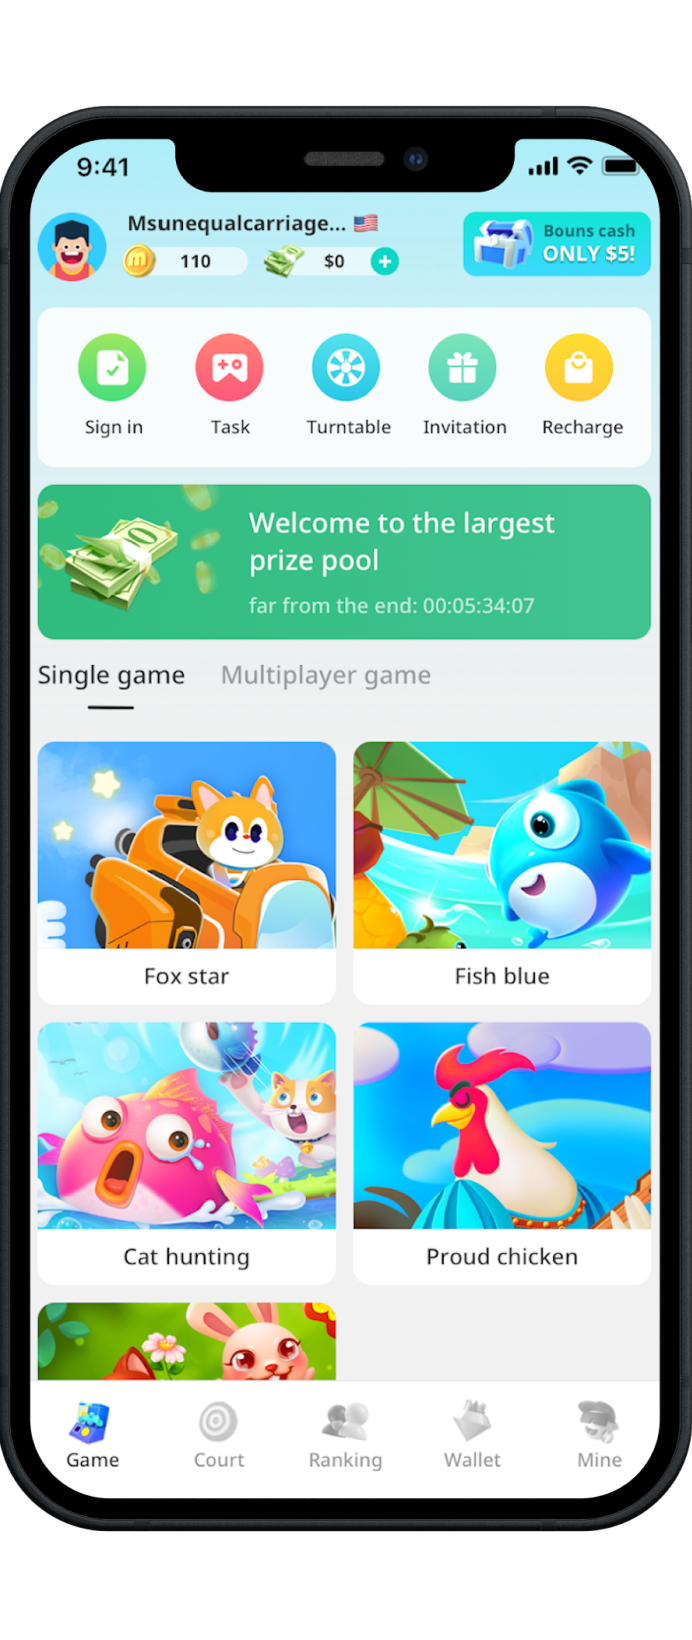 9:41
Msunequalcarriage... 🇺🇸
110
$0
Bouns cash
ONLY $5!
Sign in
Task
Turntable
Invitation
Recharge
Welcome to the largest
prize pool
far from the end: 00:05:34:07
Single game
Multiplayer game
Fox star
Fish blue
Cat hunting
Proud chicken
Game
Court
Ranking
Wallet
Mine